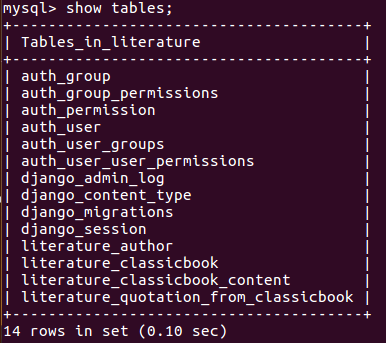 mysql> show tables;
+----------------------------------------+
| Tables_in_literature                   |
+----------------------------------------+
| auth_group                             |
| auth_group_permissions                 |
| auth_permission                        |
| auth_user                              |
| auth_user_groups                       |
| auth_user_user_permissions             |
| django_admin_log                       |
| django_content_type                    |
| django_migrations                      |
| django_session                         |
| literature_author                      |
| literature_classicbook                 |
| literature_classicbook_content         |
| literature_quotation_from_classicbook |
+----------------------------------------+
14 rows in set (0.10 sec)